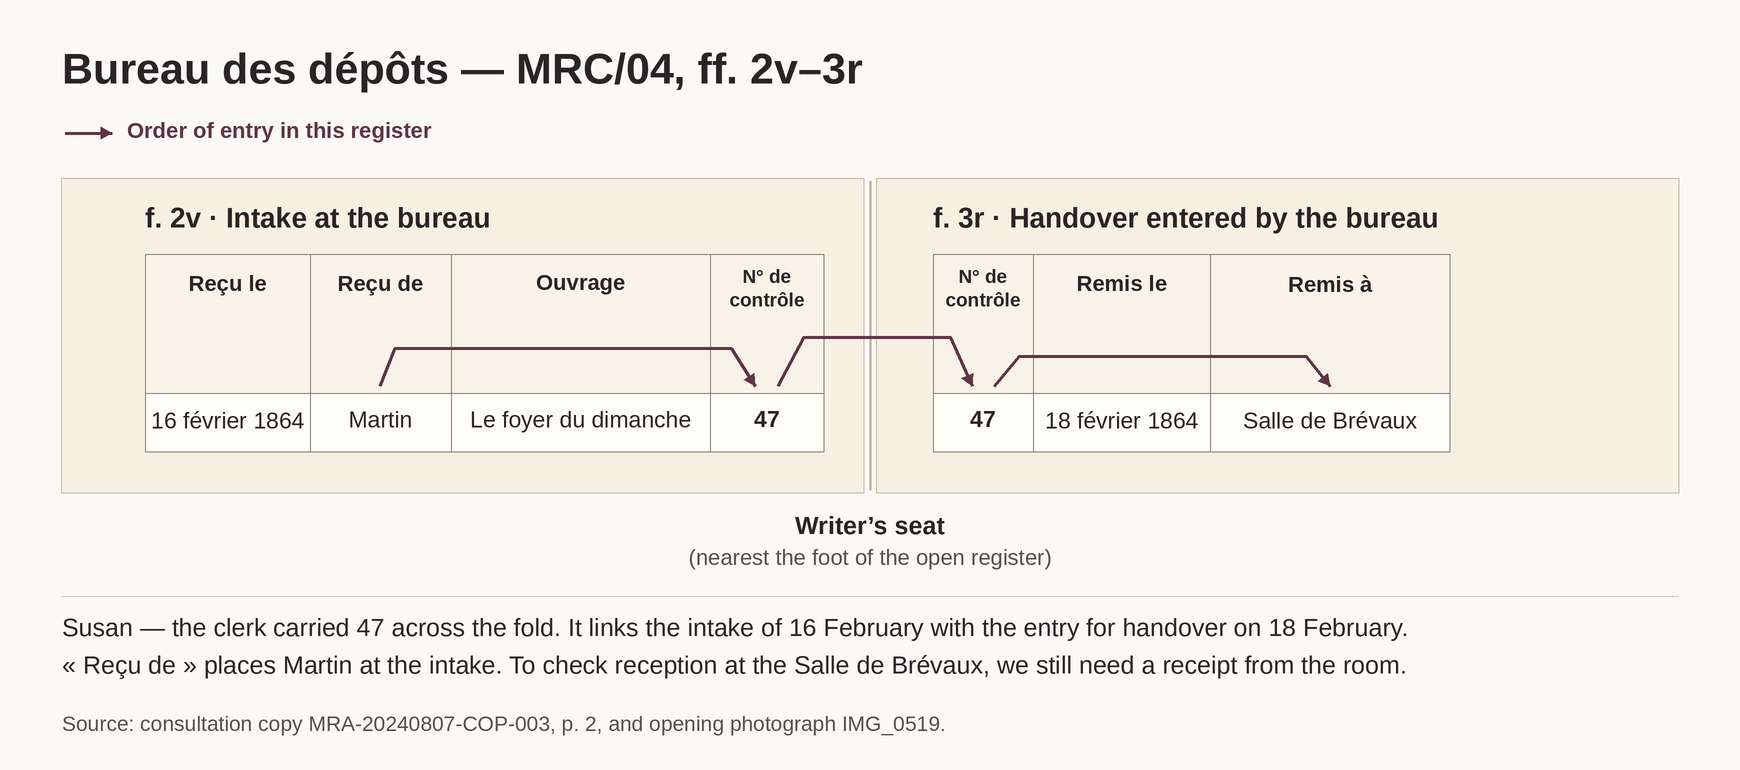 Bureau des dépôts — MRC/04, ff. 2v–3r
Order of entry in this register
f. 2v · Intake at the bureau
Reçu le
Reçu de
Ouvrage
N° de
contrôle
16 février 1864
Martin
Le foyer du dimanche
47
f. 3r · Handover entered by the bureau
N° de
contrôle
Remis le
Remis à
47
18 février 1864
Salle de Brévaux
Writer’s seat
(nearest the foot of the open register)
Susan — the clerk carried 47 across the fold. It links the intake of 16 February with the entry for handover on 18 February.
« Reçu de » places Martin at the intake. To check reception at the Salle de Brévaux, we still need a receipt from the room.
Source: consultation copy MRA-20240807-COP-003, p. 2, and opening photograph IMG_0519.